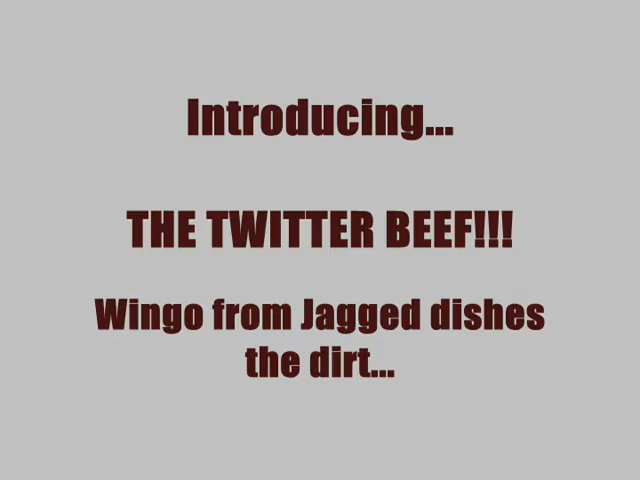 Introducing...
THE TWITTER BEEF!!!
Wingo from Jagged dishes
the dirt...